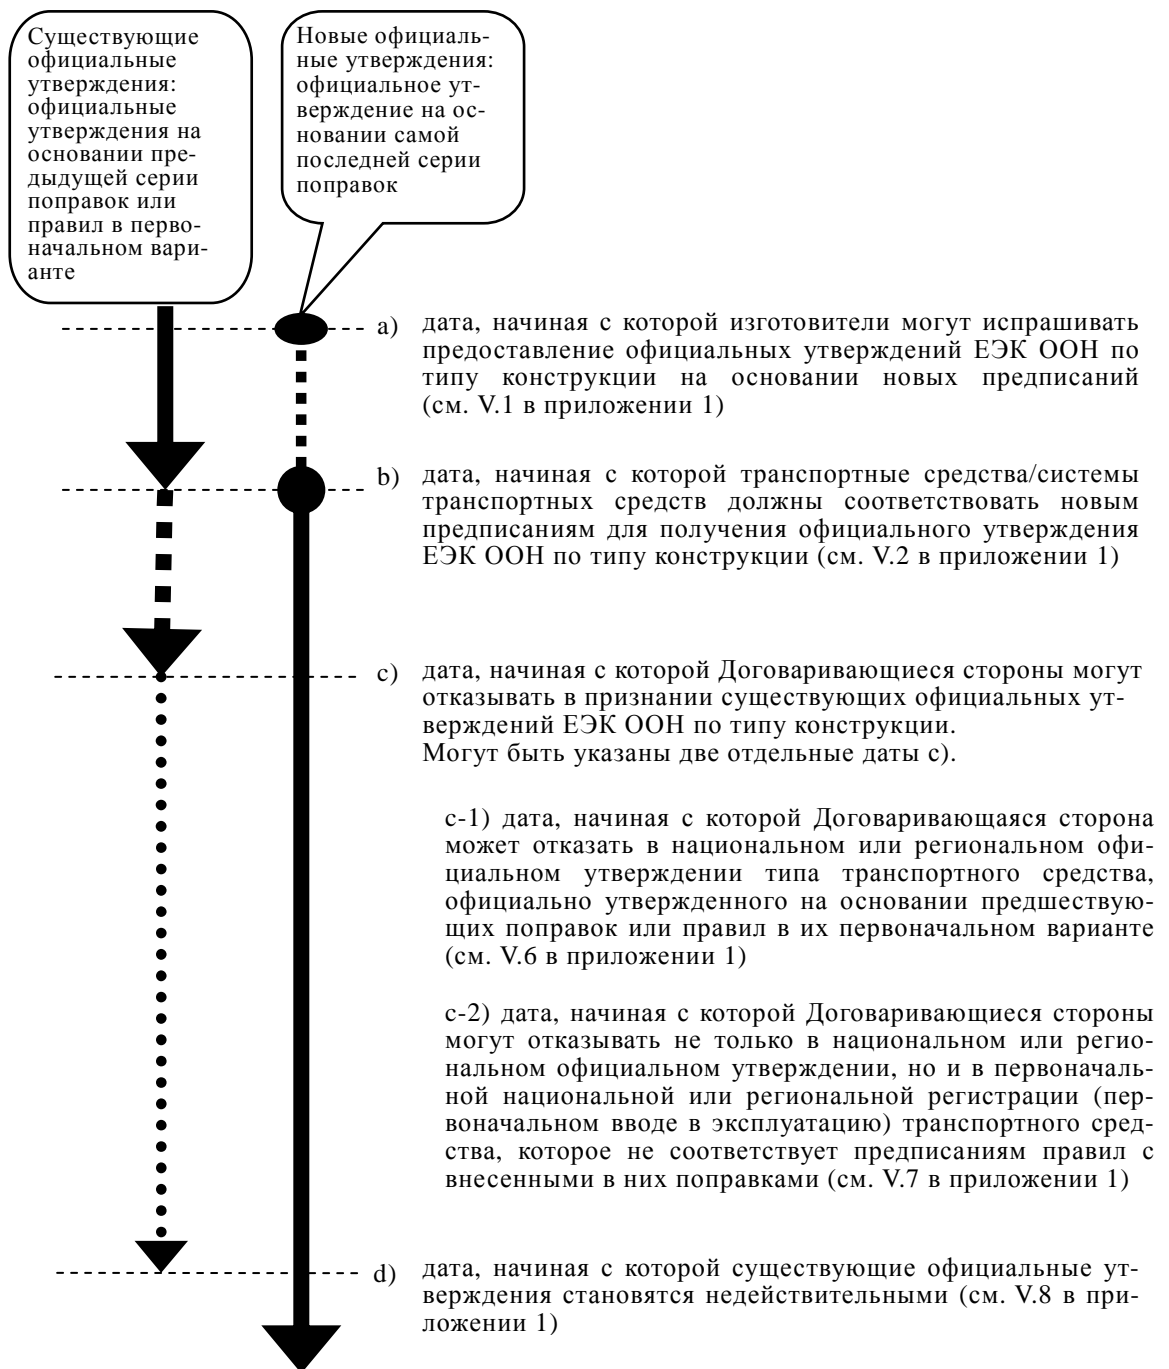 Существующие
официальные
утверждения:
официальные
утверждения на
основании пре-
дыдущей серии
поправок или
правил в перво-
начальном вари-
анте
Новые официаль-
ные утверждения:
официальное ут-
верждение на ос-
новании самой
последней серии
поправок
a) дата, начиная с которой изготовители могут испрашивать
предоставление официальных утверждений ЕЭК ООН по
типу конструкции на основании новых предписаний
(см. V.1 в приложении 1)
b) дата, начиная с которой транспортные средства/системы
транспортных средств должны соответствовать новым
предписаниям для получения официального утверждения
ЕЭК ООН по типу конструкции (см. V.2 в приложении 1)
c) дата, начиная с которой Договаривающиеся стороны могут
отказывать в признании существующих официальных ут-
верждений ЕЭК ООН по типу конструкции.
Могут быть указаны две отдельные даты c).
c-1) дата, начиная с которой Договаривающаяся сторона
может отказать в национальном или региональном офи-
циальном утверждении типа транспортного средства,
официально утвержденного на основании предшествую-
щих поправок или правил в их первоначальном варианте
(см. V.6 в приложении 1)
c-2) дата, начиная с которой Договаривающиеся стороны
могут отказывать не только в национальном или регио-
нальном официальном утверждении, но и в первоначаль-
ной национальной или региональной регистрации (пер-
воначальном вводе в эксплуатацию) транспортного сред-
ства, которое не соответствует предписаниям правил с
внесенными в них поправками (см. V.7 в приложении 1)
d) дата, начиная с которой существующие официальные ут-
верждения становятся недействительными (см. V.8 в при-
ложении 1)